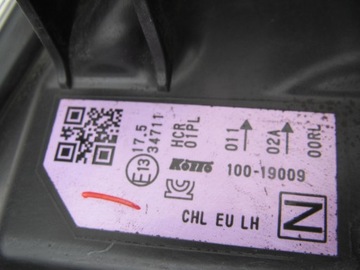 17.5 HCR 011 02A 00RL
E13 34711 01PL
KOITO 100-19009
CHL EU LH N